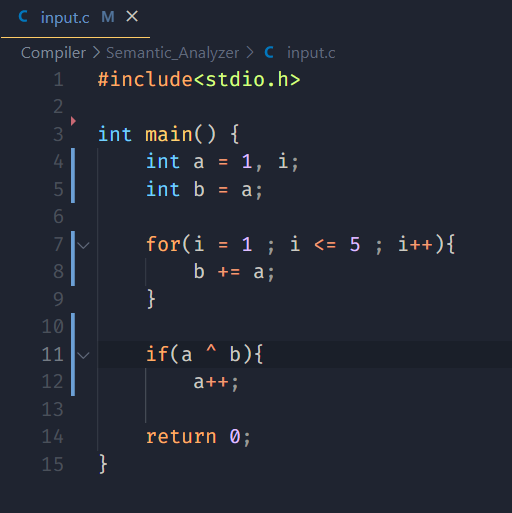 C input.c M ×
Compiler > Semantic_Analyzer > C input.c
1 #include<stdio.h>
2
3 int main() {
4     int a = 1, i;
5     int b = a;
6
7     for(i = 1 ; i <= 5 ; i++){
8         b += a;
9     }
10
11     if(a ^ b){
12         a++;
13
14     return 0;
15 }